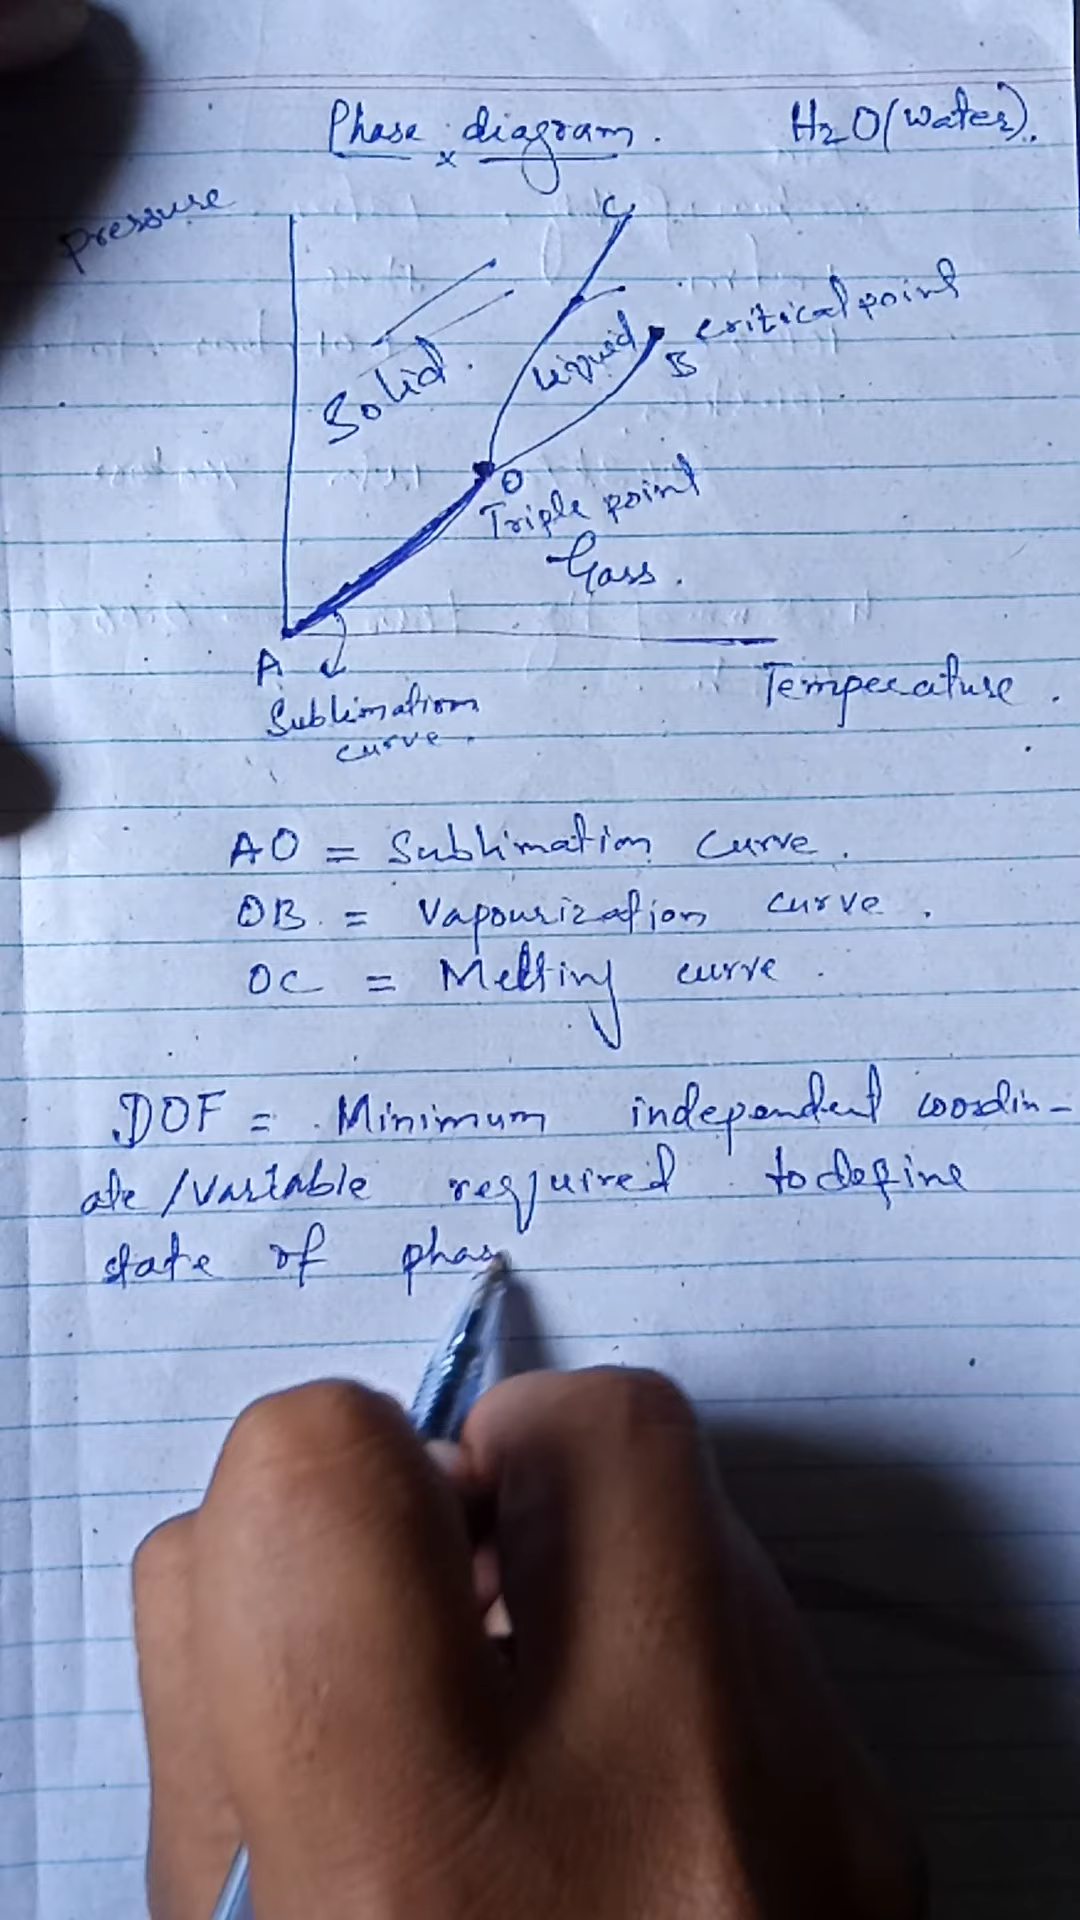 Phase diagram. H2O(water).
pressure
C
Solid.
Liquid
critical point
B
O
Triple point
Gass.
A
Temperature.
Sublimation
curve.
AO = Sublimation curve.
OB = Vapourization curve.
OC = Melting curve.
DOF = Minimum independent coordin-
ate/variable required to define
state of phas